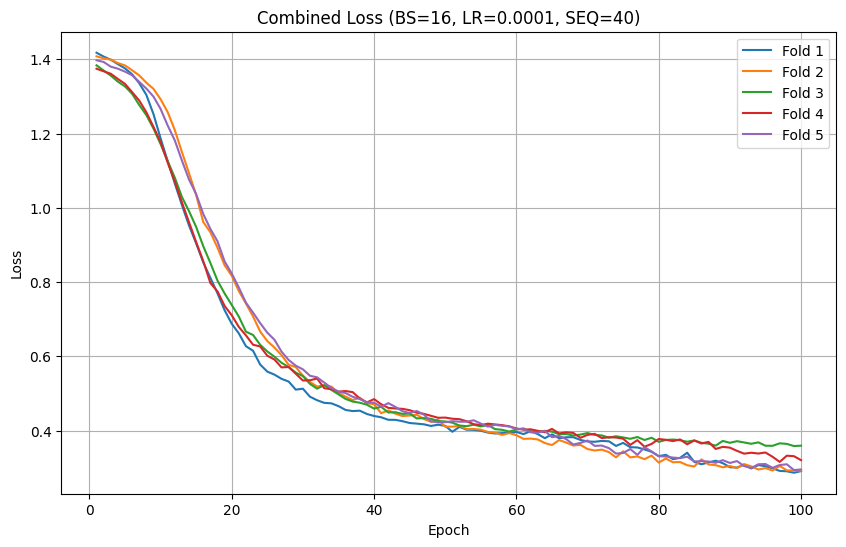 Combined Loss (BS=16, LR=0.0001, SEQ=40)
Fold 1
Fold 2
Fold 3
Fold 4
Fold 5
1.4
1.2
1.0
0.8
0.6
0.4
Loss
0
20
40
60
80
100
Epoch